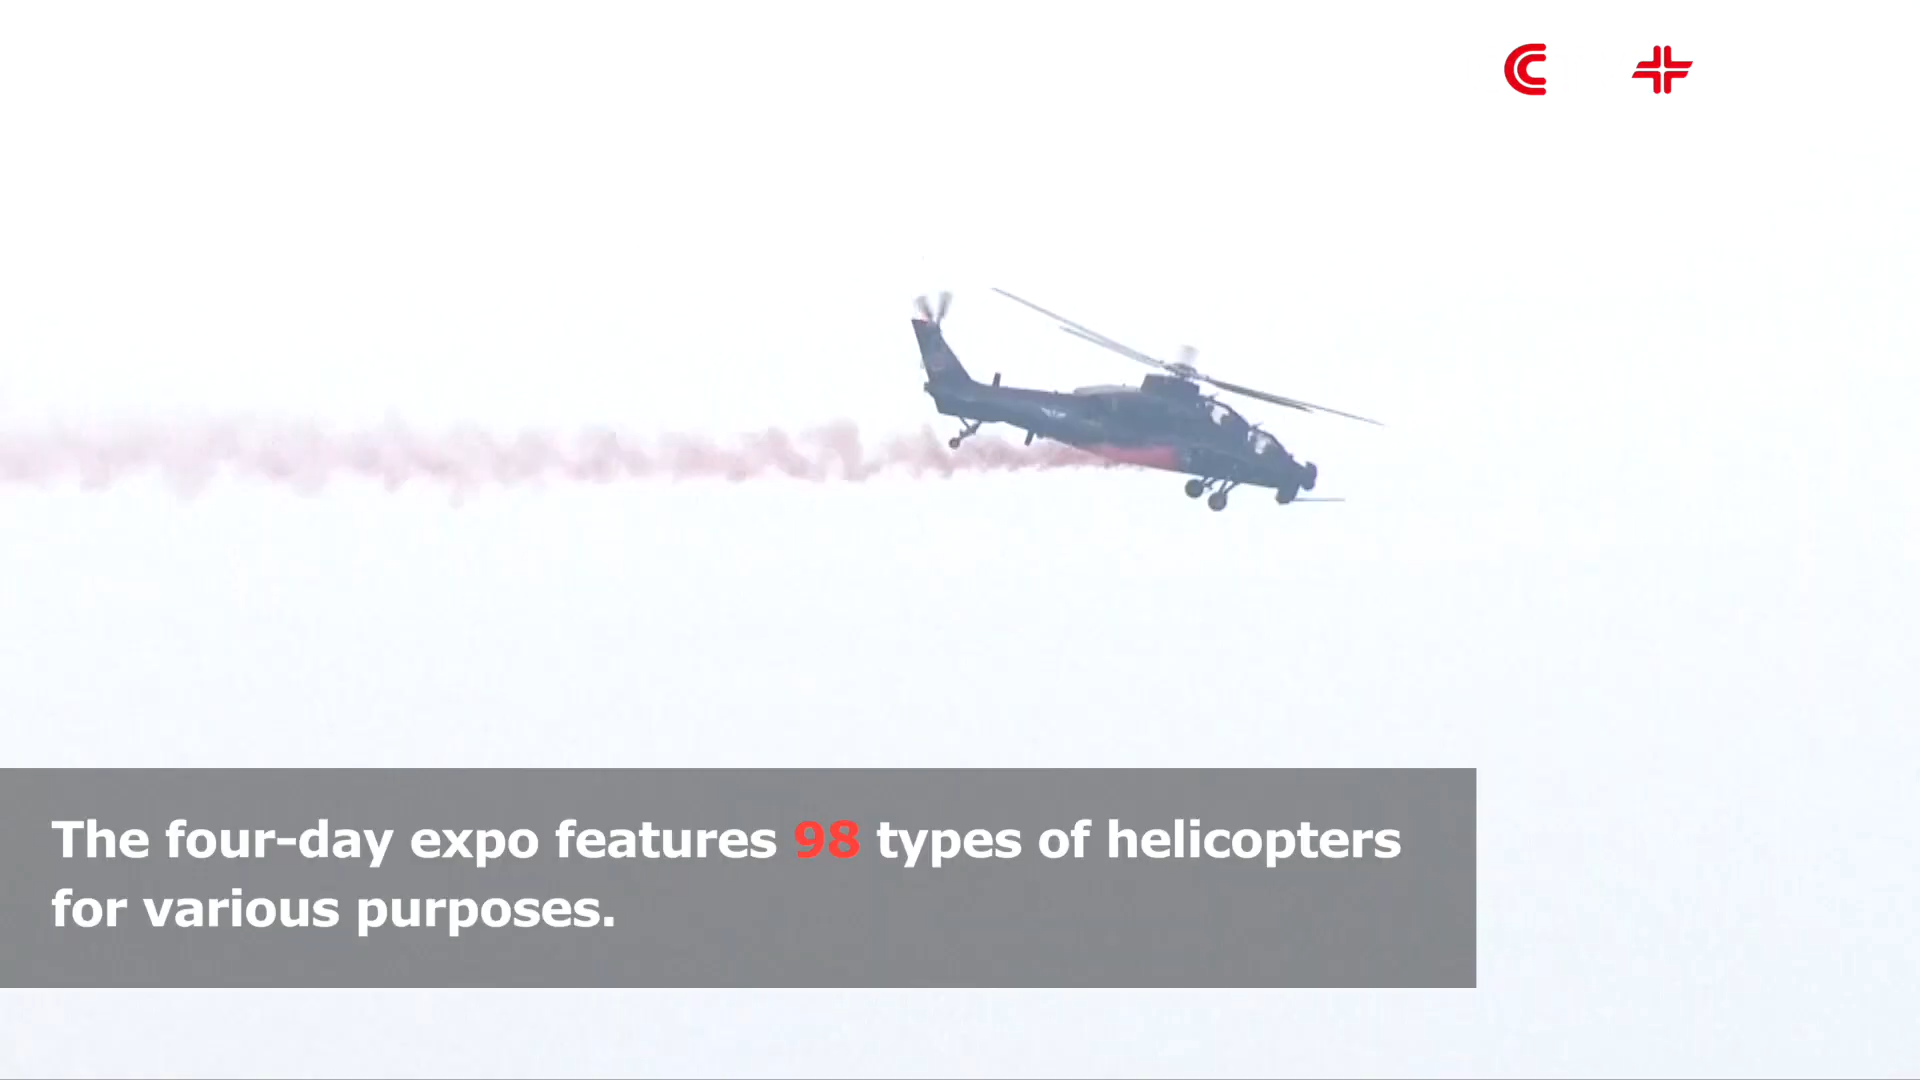 The four-day expo features 98 types of helicopters
for various purposes.